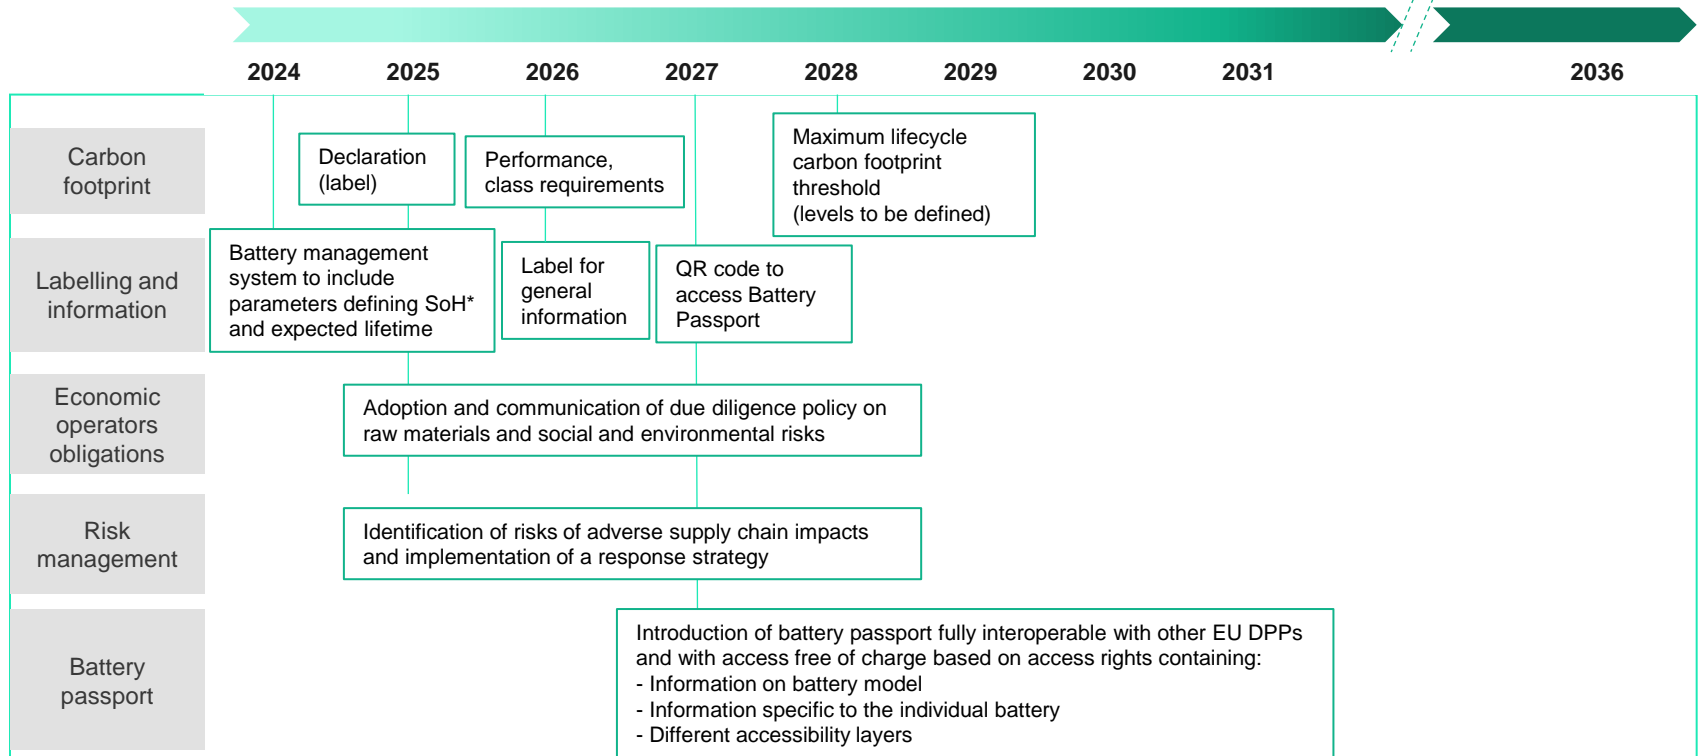 2024 2025 2026 2027 2028 2029 2030 2031 2036
Carbon
footprint
Declaration
(label)
Performance,
class requirements
Maximum lifecycle
carbon footprint
threshold
(levels to be defined)
Labelling and
information
Battery management
system to include
parameters defining SoH*
and expected lifetime
Label for
general
information
QR code to
access Battery
Passport
Economic
operators
obligations
Adoption and communication of due diligence policy on
raw materials and social and environmental risks
Risk
management
Identification of risks of adverse supply chain impacts
and implementation of a response strategy
Battery
passport
Introduction of battery passport fully interoperable with other EU DPPs
and with access free of charge based on access rights containing:
- Information on battery model
- Information specific to the individual battery
- Different accessibility layers